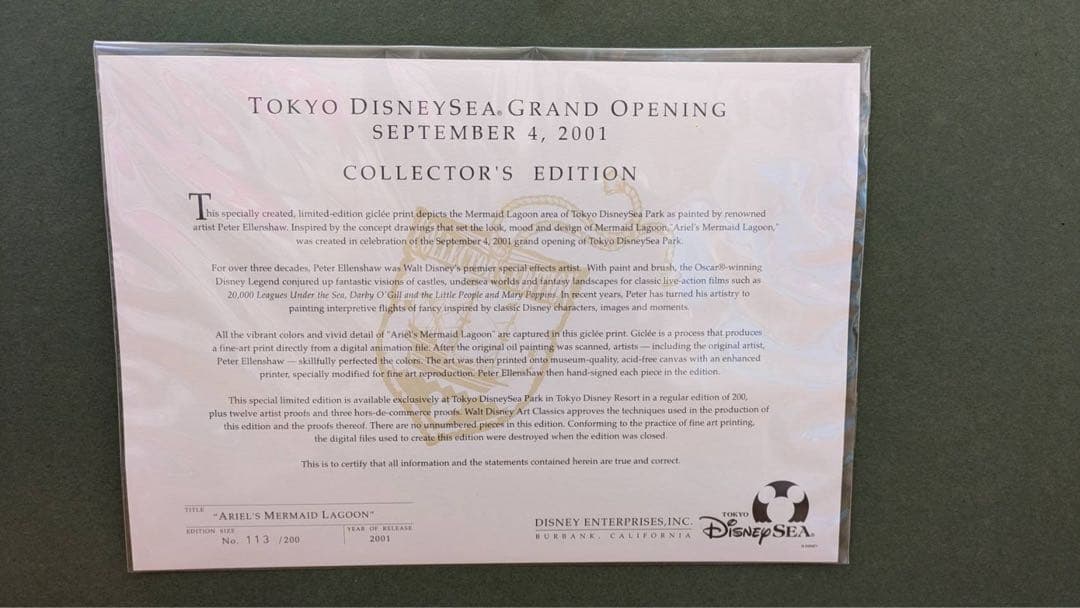 TOKYO DISNEYSEA® GRAND OPENING
SEPTEMBER 4, 2001
COLLECTOR'S EDITION
This specially created, limited-edition giclée print depicts the Mermaid Lagoon area of Tokyo DisneySea Park as painted by renowned
artist Peter Ellenshaw. Inspired by the concept drawings that set the look, mood and design of Mermaid Lagoon, "Ariel's Mermaid Lagoon,"
was created in celebration of the September 4, 2001 grand opening of Tokyo DisneySea Park.
For over three decades, Peter Ellenshaw was Walt Disney's premier special effects artist. With paint and brush, the Oscar®-winning
Disney Legend conjured up fantastic visions of castles, undersea worlds and fantasy landscapes for classic live-action films such as
20,000 Leagues Under the Sea, Darby O'Gill and the Little People and Mary Poppins. In recent years, Peter has turned his artistry to
painting interpretive flights of fancy inspired by classic Disney characters, images and moments.
All the vibrant colors and vivid detail of "Ariel's Mermaid Lagoon" are captured in this giclée print. Giclée is a process that produces
a fine-art print directly from a digital animation file. After the original oil painting was scanned, artists — including the original artist,
Peter Ellenshaw — skillfully perfected the colors. The art was then printed onto museum-quality, acid-free canvas with an enhanced
printer, specially modified for fine art reproduction. Peter Ellenshaw then hand-signed each piece in the edition.
This special limited edition is available exclusively at Tokyo DisneySea Park in Tokyo Disney Resort in a regular edition of 200,
plus twelve artist proofs and three hors-de-commerce proofs. Walt Disney Art Classics approves the techniques used in the production of
this edition and the proofs thereof. There are no unnumbered pieces in this edition. Conforming to the practice of fine art printing,
the digital files used to create this edition were destroyed when the edition was closed.
This is to certify that all information and the statements contained herein are true and correct.
TITLE "ARIEL'S MERMAID LAGOON"
EDITION SIZE YEAR OF RELEASE
No. 113 /200 2001
DISNEY ENTERPRISES, INC.
BURBANK, CALIFORNIA
TOKYO
DISNEYSEA®
© DISNEY